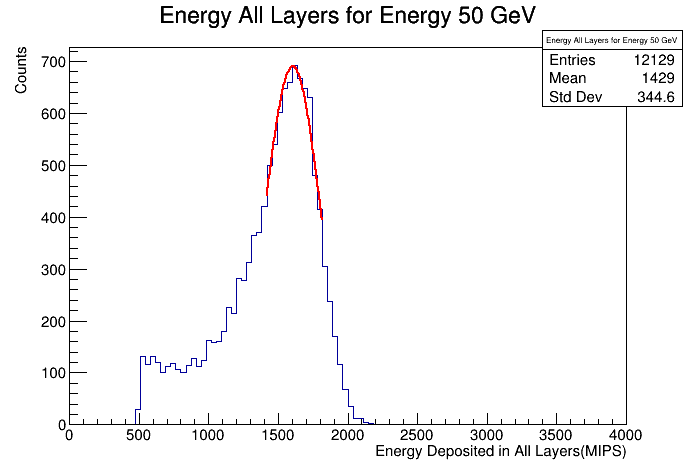 Energy All Layers for Energy 50 GeV
Energy All Layers for Energy 50 GeV
Entries 12129
Mean 1429
Std Dev 344.6
Counts
700
600
500
400
300
200
100
0
0 500 1000 1500 2000 2500 3000 3500 4000
Energy Deposited in All Layers(MIPS)